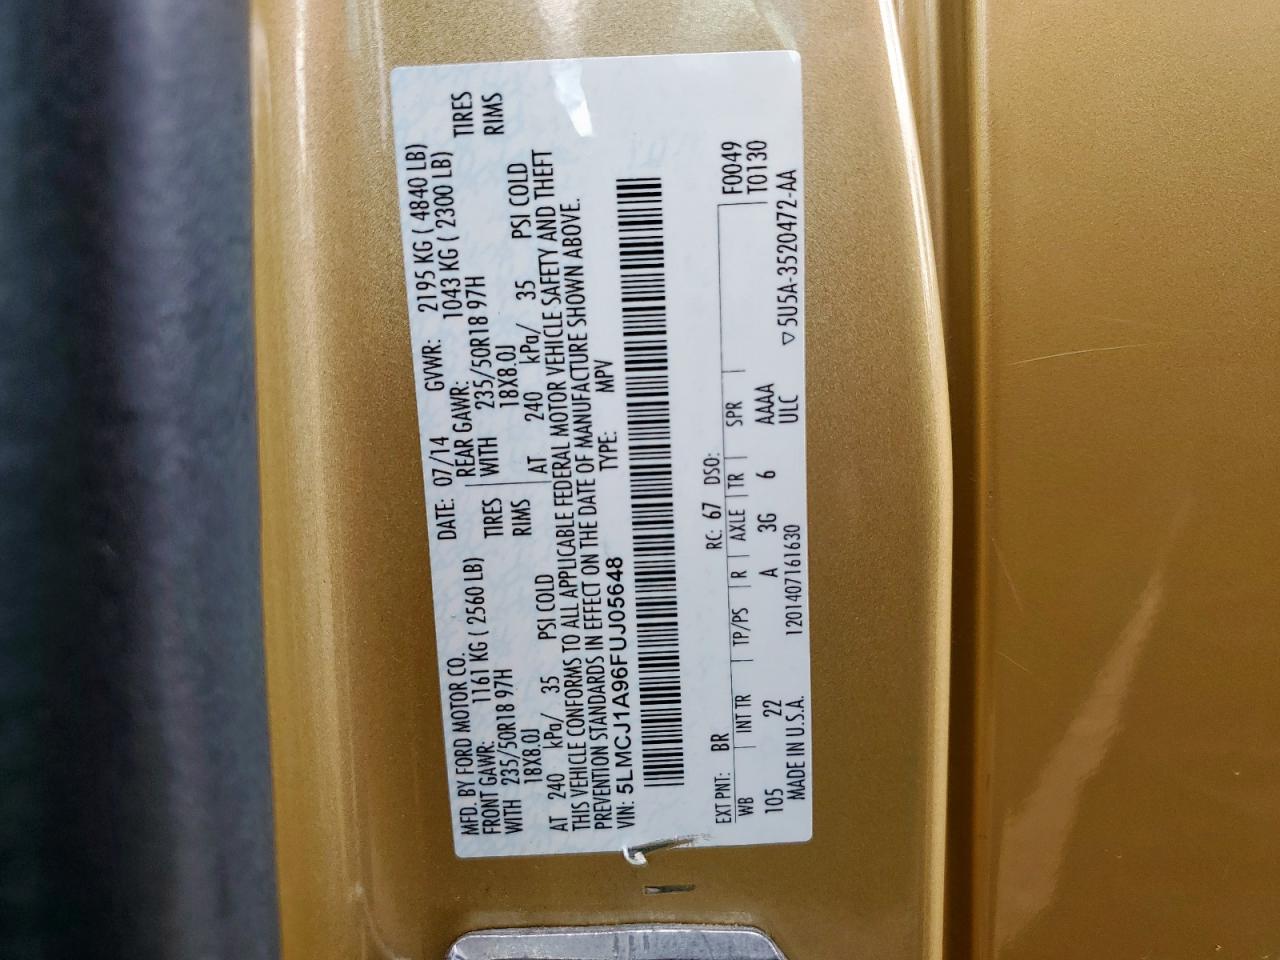 MFD. BY FORD MOTOR CO.
DATE: 07/14 GVWR: 2195 KG ( 4840 LB)
FRONT GAWR: 1161 KG ( 2560 LB)
REAR GAWR: 1043 KG ( 2300 LB)
WITH 235/50R18 97H TIRES
WITH 235/50R18 97H TIRES
18X8.0J RIMS
18X8.0J RIMS
AT 240 kPa/ 35 PSI COLD
AT 240 kPa/ 35 PSI COLD
THIS VEHICLE CONFORMS TO ALL APPLICABLE FEDERAL MOTOR VEHICLE SAFETY AND THEFT
PREVENTION STANDARDS IN EFFECT ON THE DATE OF MANUFACTURE SHOWN ABOVE.
VIN: 5LMCJ1A96FUJ05648 TYPE: MPV
EXT PNT: BR RC: 67 DSO: F0049
WB INT TR TP/PS R AXLE TR SPR T0130
105 22 A 3G 6 AAAA
MADE IN U.S.A. 1201407161630 ULC ▽5U5A-3520472-AA